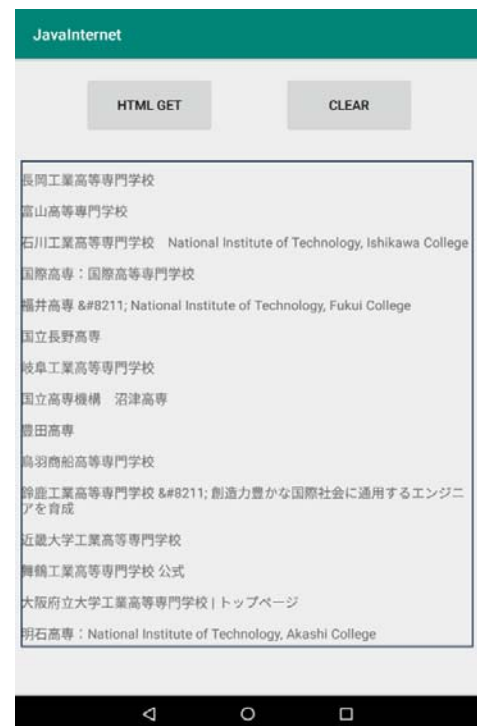 JavaInternet
HTML GET
CLEAR
長岡工業高等専門学校
富山高等専門学校
石川工業高等専門学校　National Institute of Technology, Ishikawa College
国際高専：国際高等専門学校
福井高専 &#8211; National Institute of Technology, Fukui College
国立長野高専
岐阜工業高等専門学校
国立高専機構　沼津高専
豊田高専
鳥羽商船高等専門学校
鈴鹿工業高等専門学校 &#8211; 創造力豊かな国際社会に通用するエンジニ
アを育成
近畿大学工業高等専門学校
舞鶴工業高等専門学校 公式
大阪府立大学工業高等専門学校 | トップページ
明石高専：National Institute of Technology, Akashi College